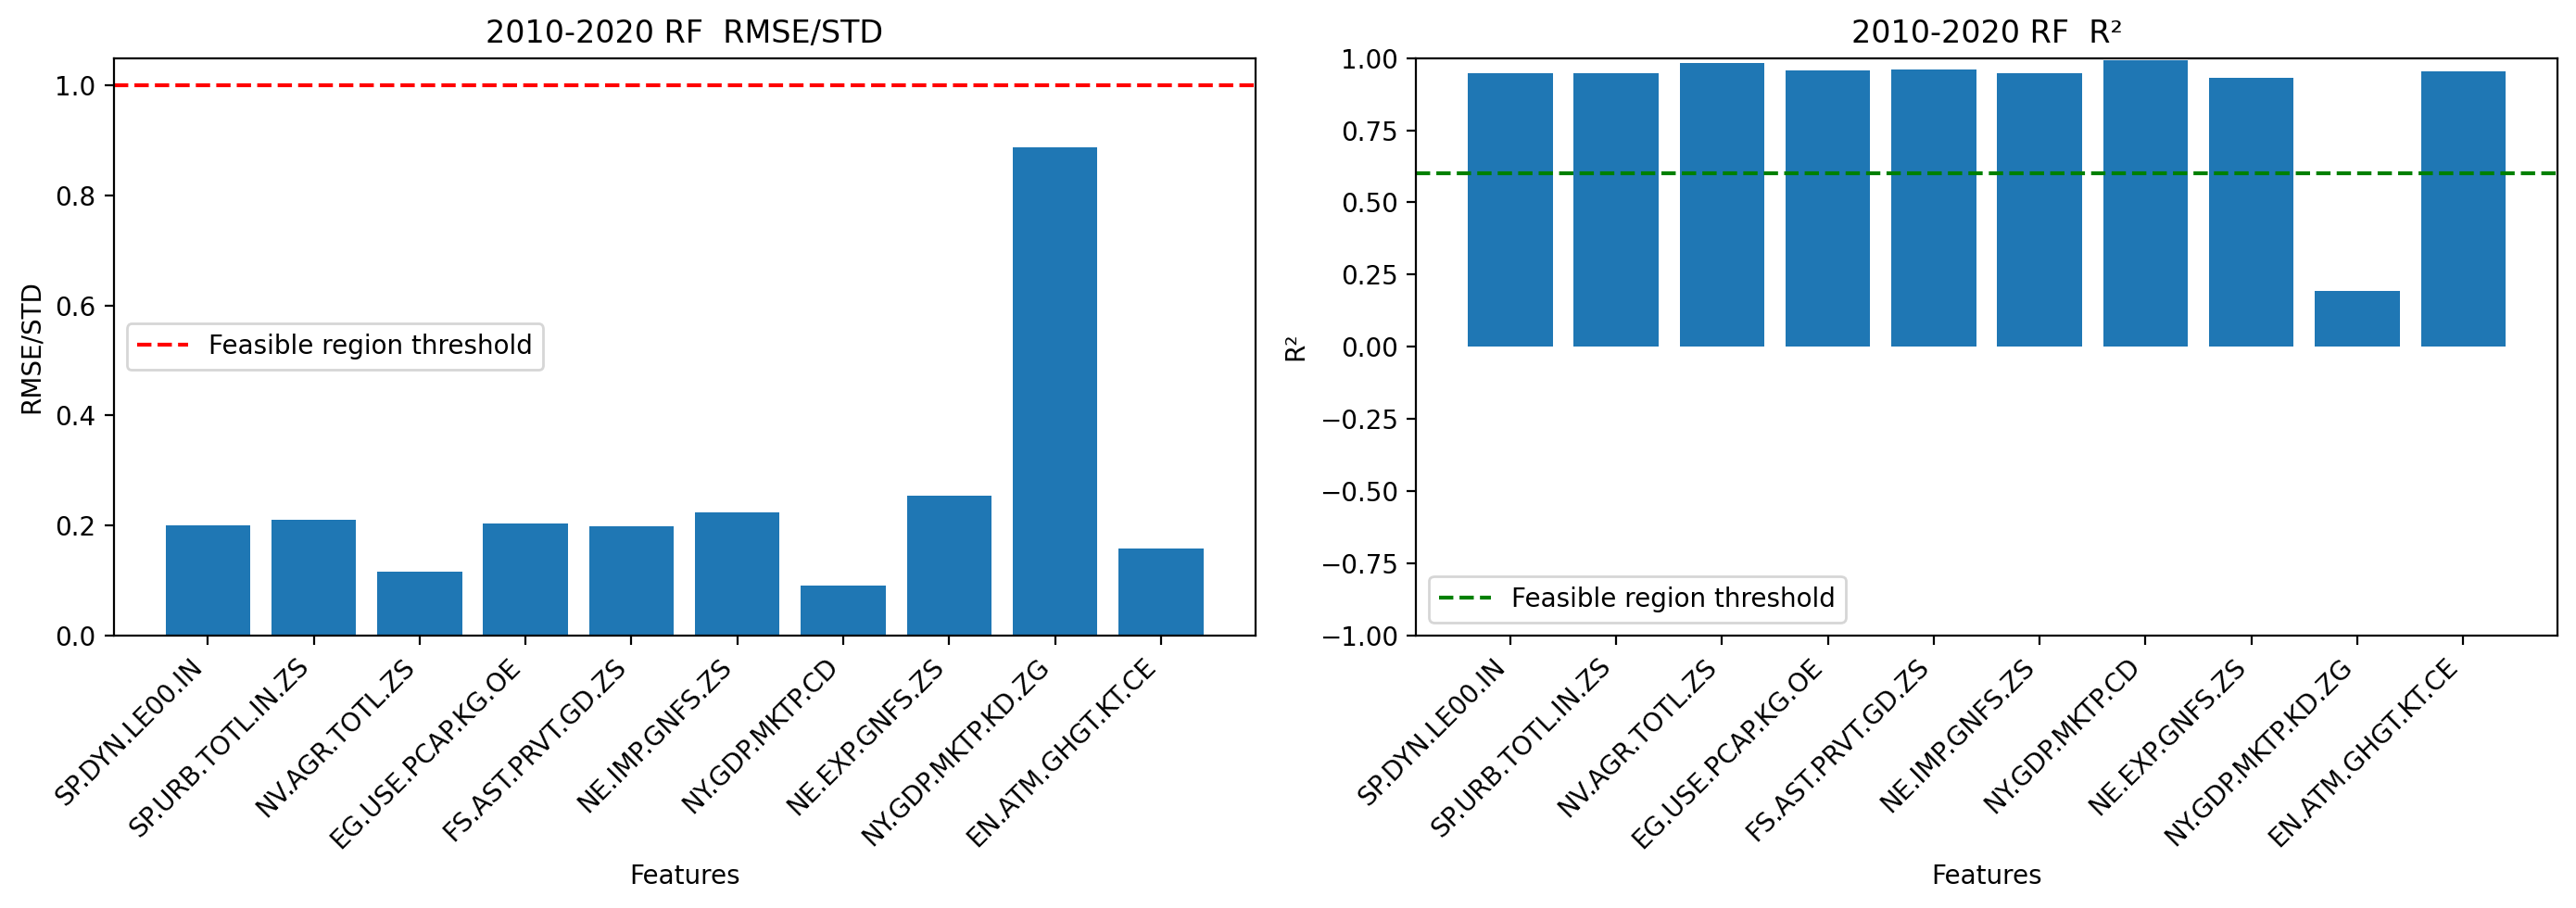 2010-2020 RF  RMSE/STD
1.0
0.8
0.6
0.4
0.2
0.0
RMSE/STD
Feasible region threshold
SP.DYN.LE00.IN
SP.URB.TOTL.IN.ZS
NV.AGR.TOTL.ZS
EG.USE.PCAP.KG.OE
FS.AST.PRVT.GD.ZS
NE.IMP.GNFS.ZS
NY.GDP.MKTP.CD
NE.EXP.GNFS.ZS
NY.GDP.MKTP.KD.ZG
EN.ATM.GHGT.KT.CE
Features
2010-2020 RF  R²
1.00
0.75
0.50
0.25
0.00
−0.25
−0.50
−0.75
−1.00
R²
Feasible region threshold
SP.DYN.LE00.IN
SP.URB.TOTL.IN.ZS
NV.AGR.TOTL.ZS
EG.USE.PCAP.KG.OE
FS.AST.PRVT.GD.ZS
NE.IMP.GNFS.ZS
NY.GDP.MKTP.CD
NE.EXP.GNFS.ZS
NY.GDP.MKTP.KD.ZG
EN.ATM.GHGT.KT.CE
Features